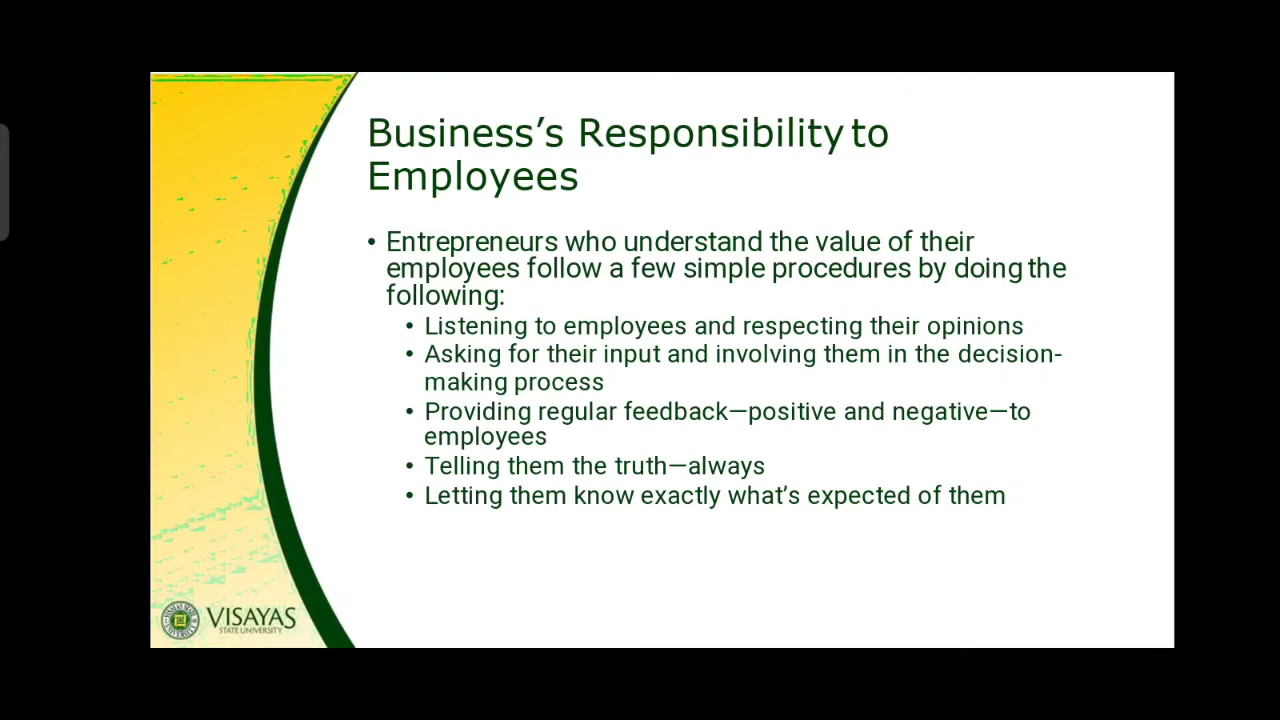 Business’s Responsibility to
Employees
• Entrepreneurs who understand the value of their
employees follow a few simple procedures by doing the
following:
• Listening to employees and respecting their opinions
• Asking for their input and involving them in the decision-
making process
• Providing regular feedback—positive and negative—to
employees
• Telling them the truth—always
• Letting them know exactly what’s expected of them
VISAYAS
STATE UNIVERSITY